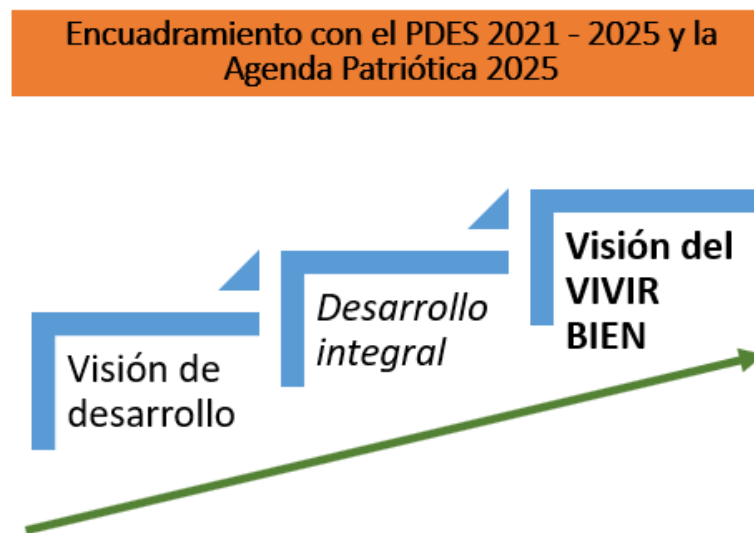 Encuadramiento con el PDES 2021 - 2025 y la
Agenda Patriótica 2025
Visión de
desarrollo
Desarrollo
integral
Visión del
VIVIR
BIEN